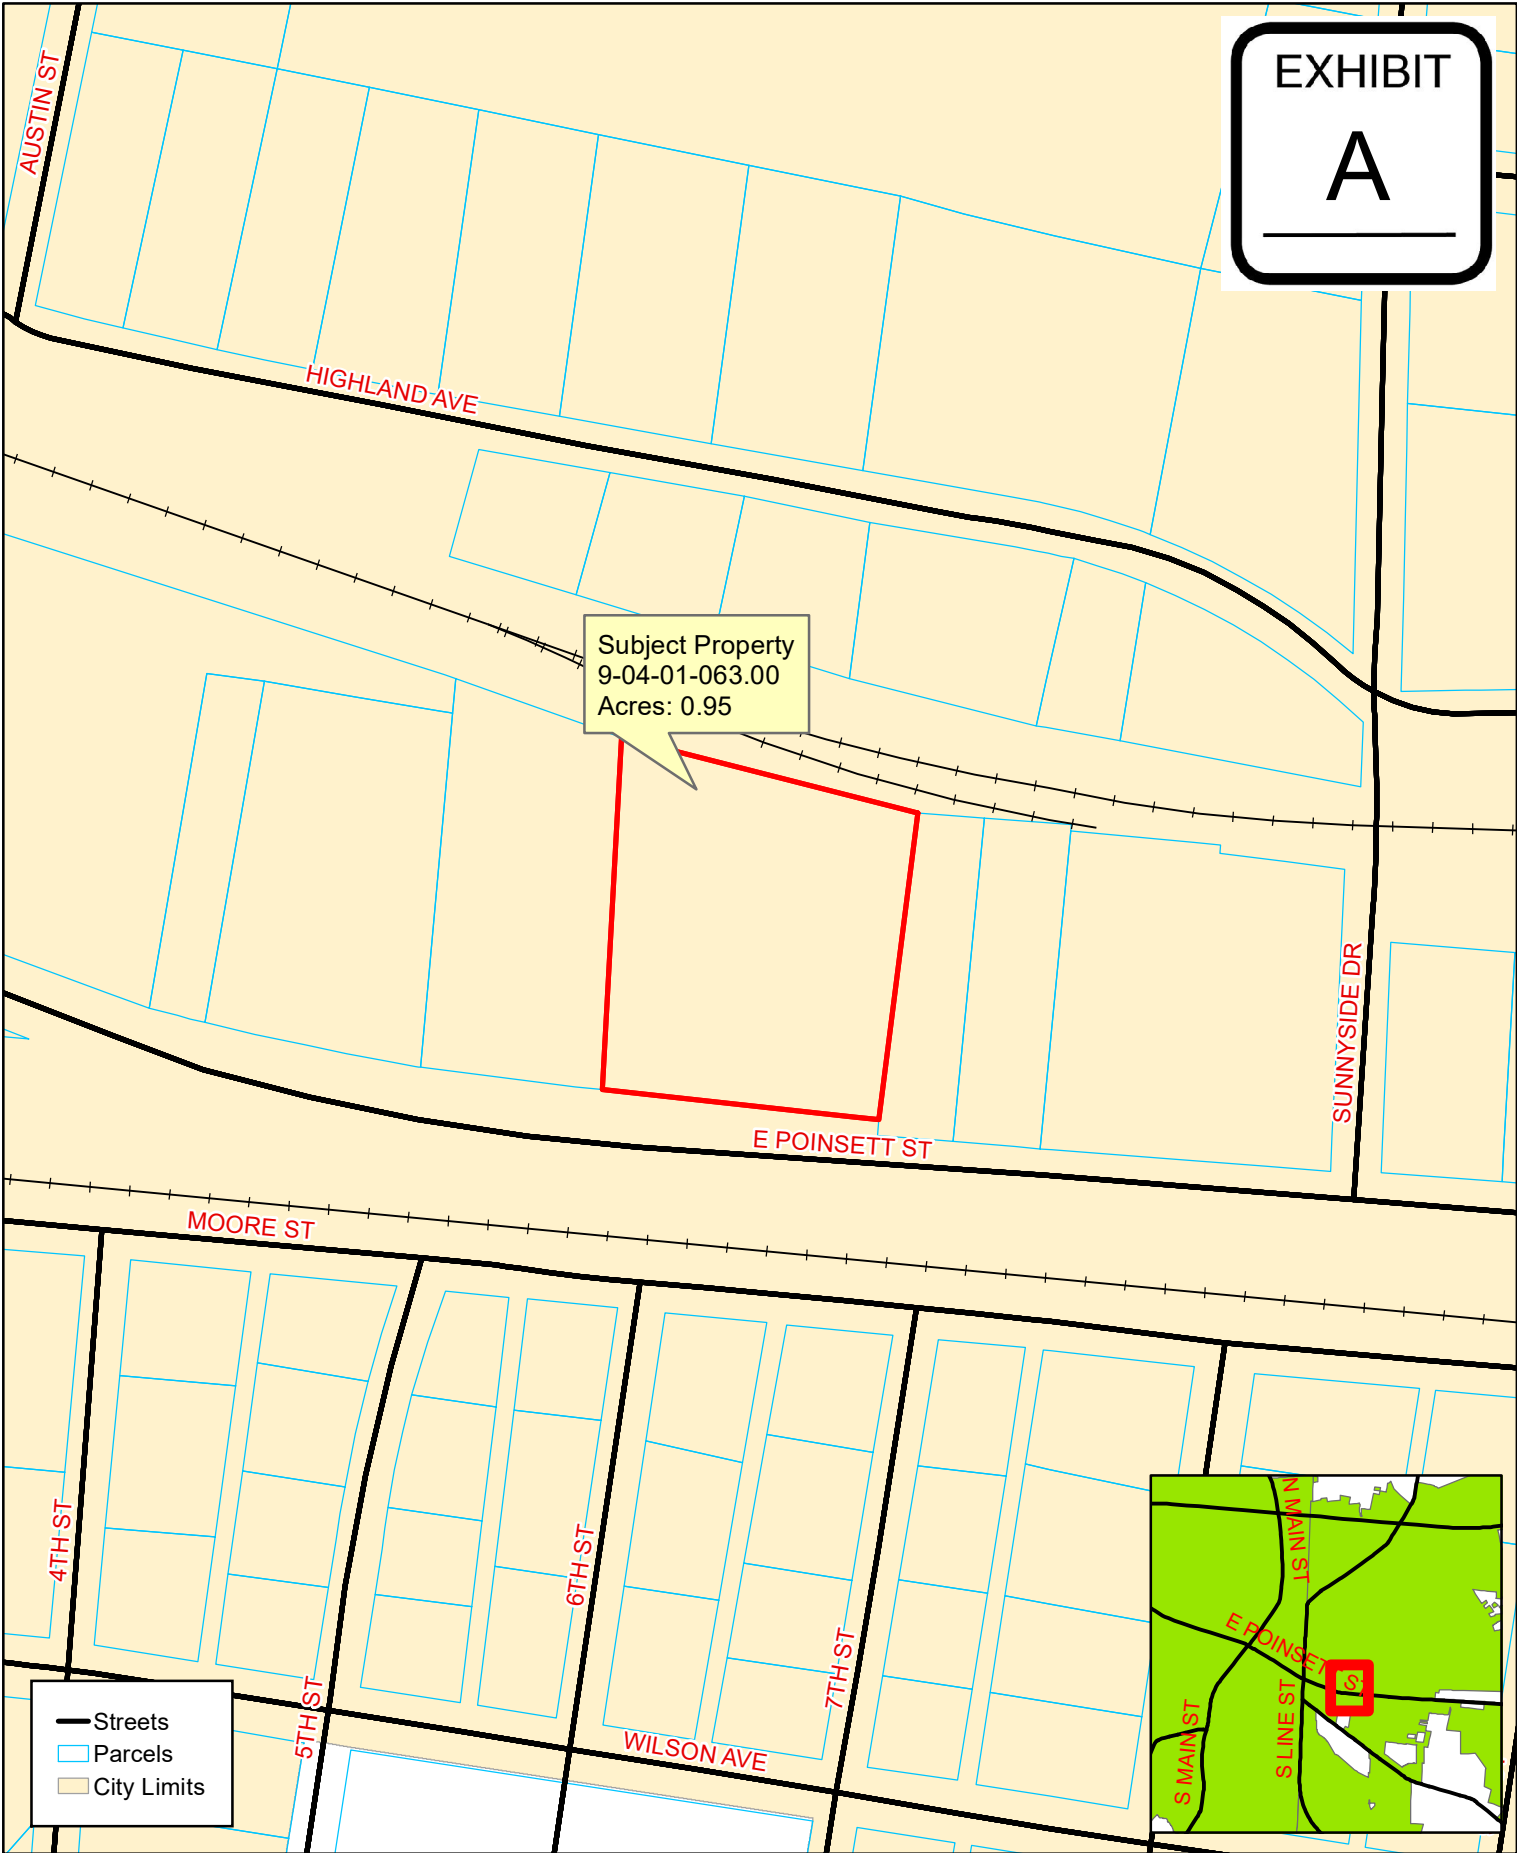 EXHIBIT
A
AUSTIN ST
HIGHLAND AVE
Subject Property
9-04-01-063.00
Acres: 0.95
SUNNYSIDE DR
E POINSETT ST
MOORE ST
4TH ST
5TH ST
6TH ST
7TH ST
WILSON AVE
Streets
Parcels
City Limits
N MAIN ST
E POINSETT ST
S MAIN ST
S LINE ST